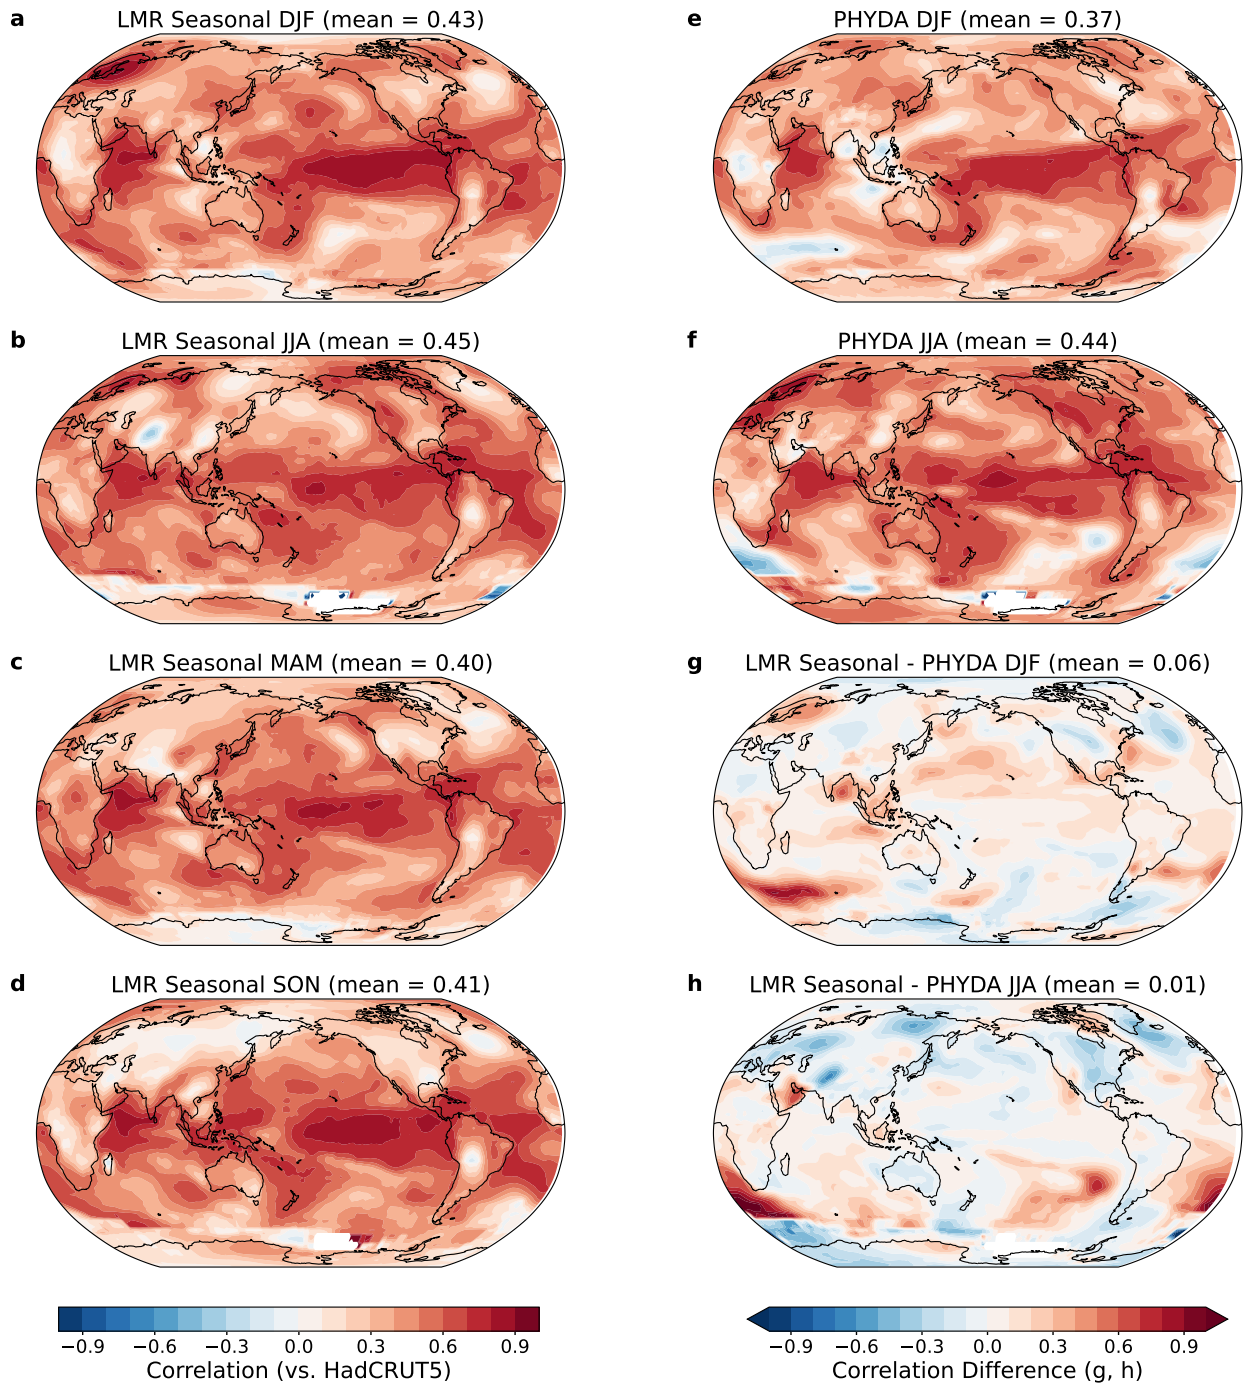 a
LMR Seasonal DJF (mean = 0.43)
e
PHYDA DJF (mean = 0.37)
b
LMR Seasonal JJA (mean = 0.45)
f
PHYDA JJA (mean = 0.44)
c
LMR Seasonal MAM (mean = 0.40)
g
LMR Seasonal - PHYDA DJF (mean = 0.06)
d
LMR Seasonal SON (mean = 0.41)
h
LMR Seasonal - PHYDA JJA (mean = 0.01)
−0.9 −0.6 −0.3 0.0 0.3 0.6 0.9
Correlation (vs. HadCRUT5)
−0.9 −0.6 −0.3 0.0 0.3 0.6 0.9
Correlation Difference (g, h)